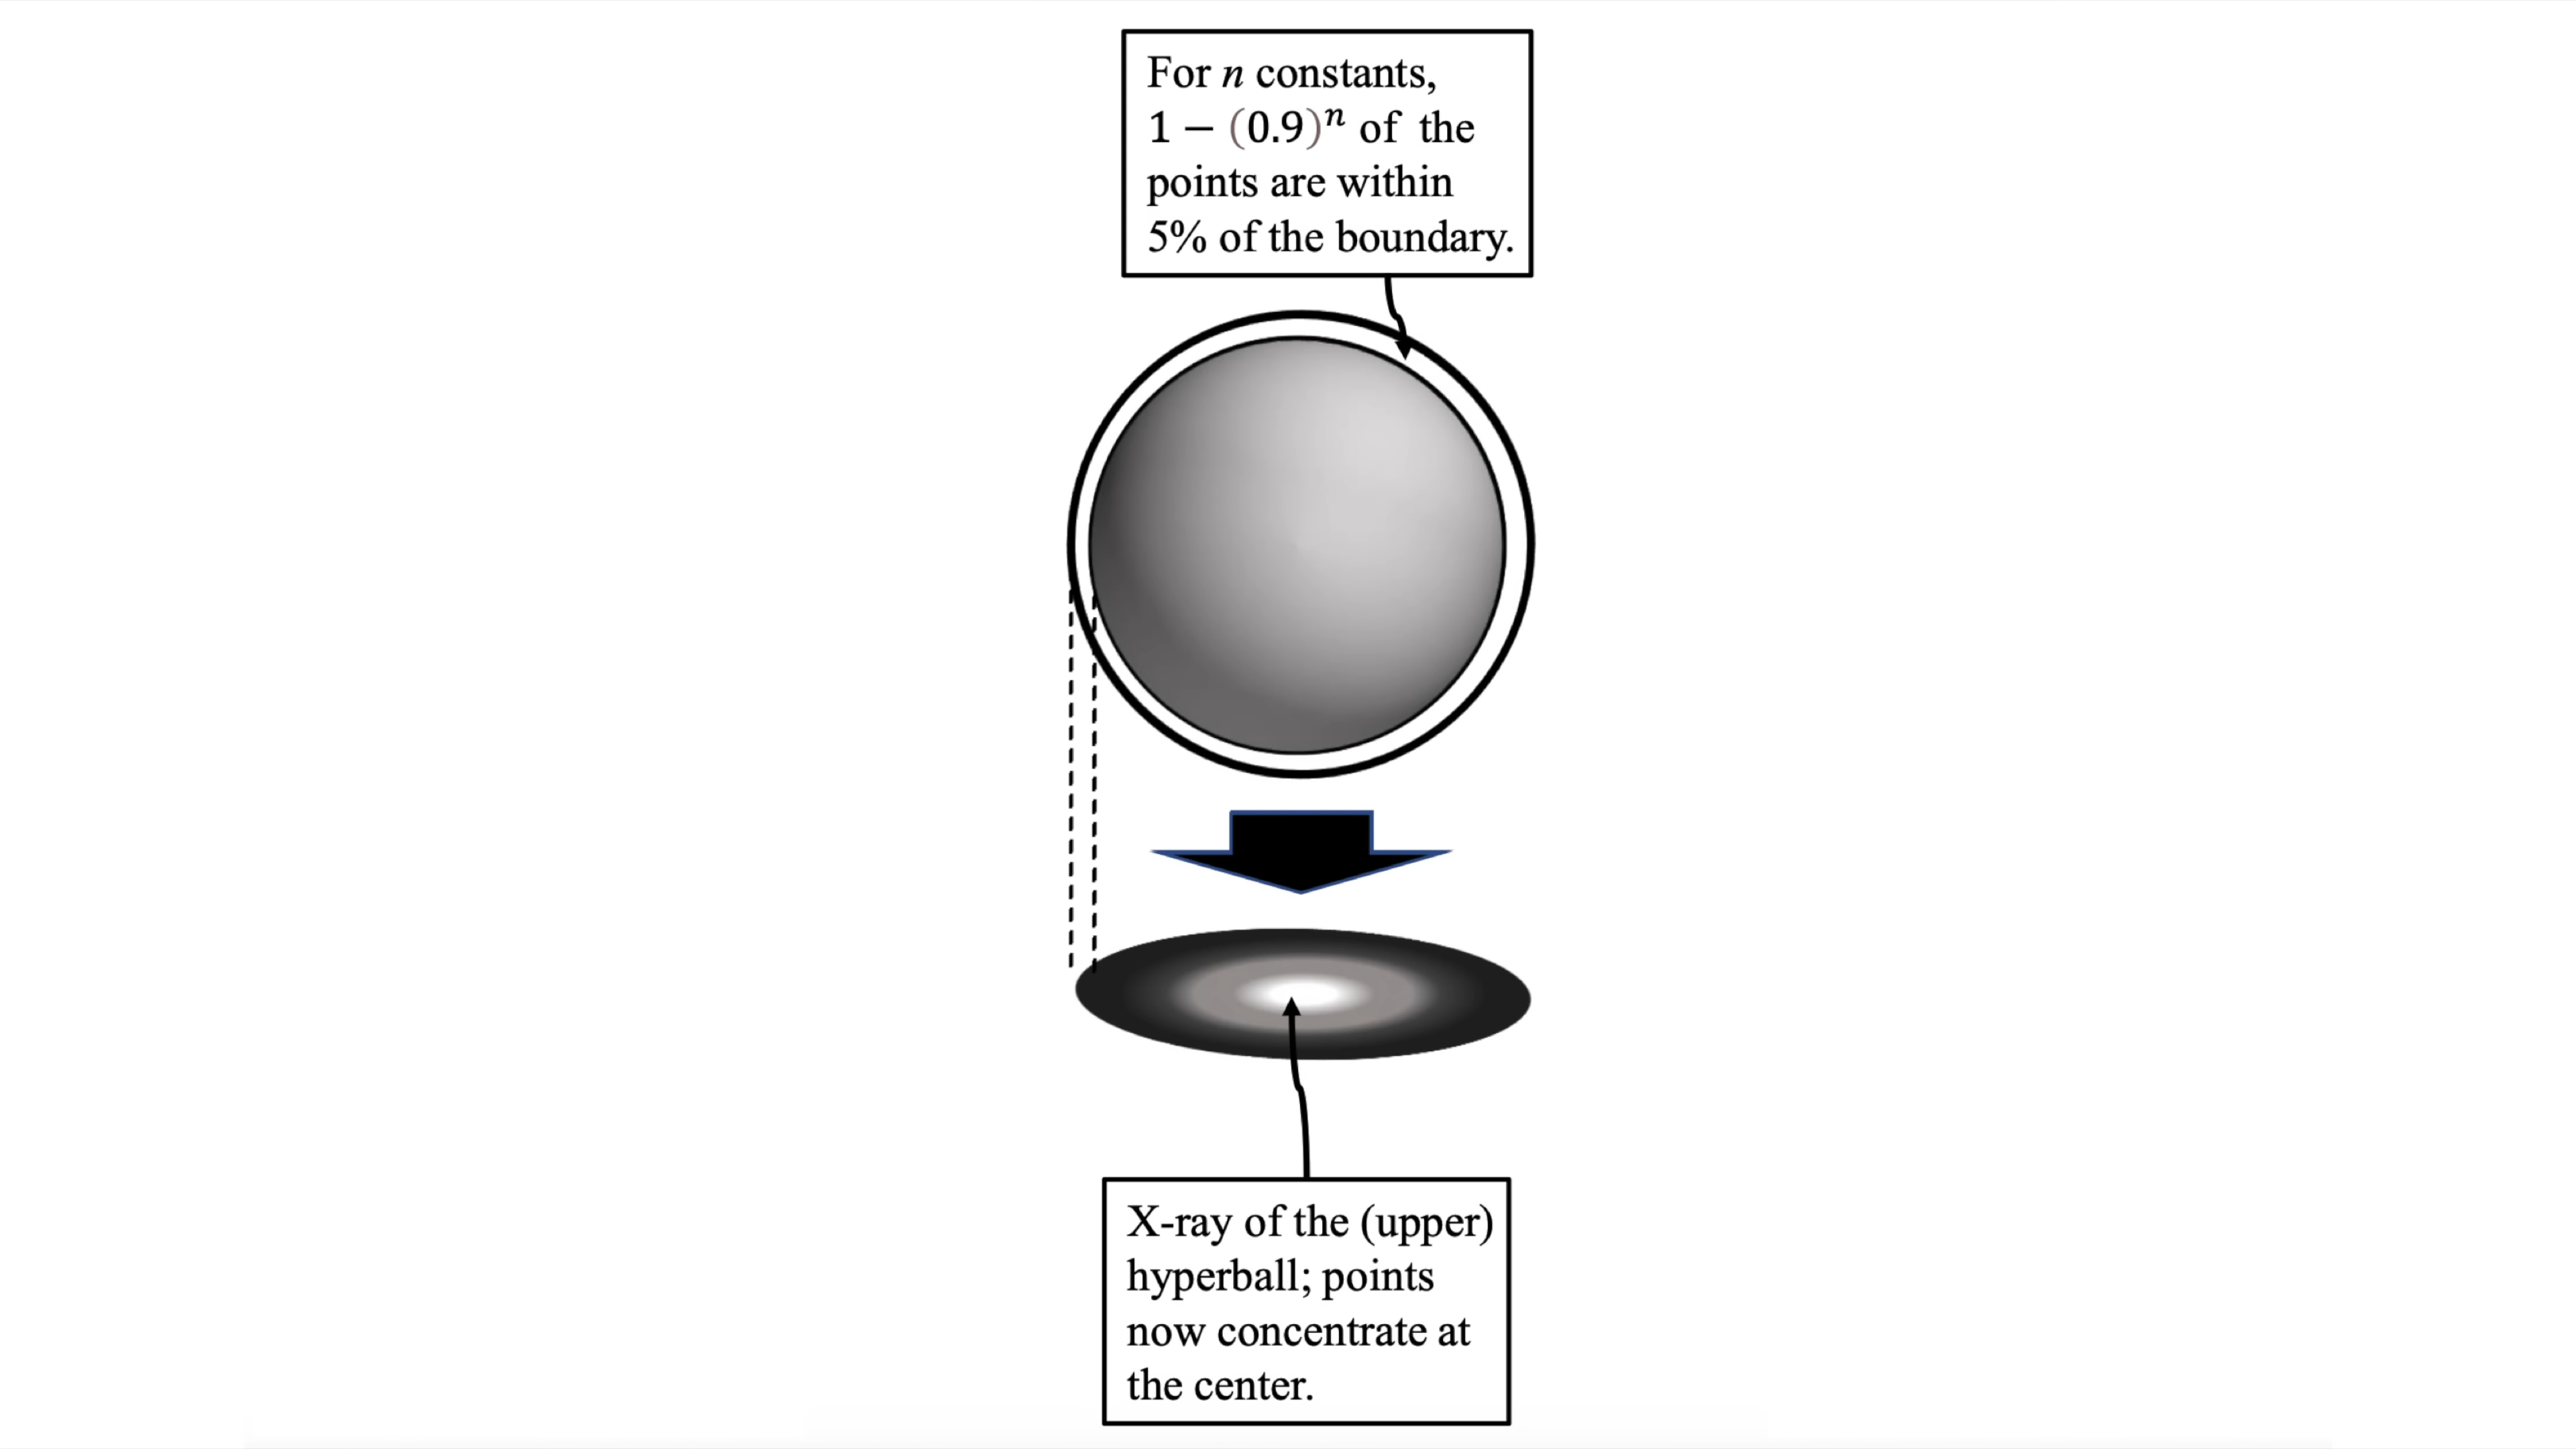 For n constants,
1 − (0.9)ⁿ of the
points are within
5% of the boundary.
X-ray of the (upper)
hyperball; points
now concentrate at
the center.